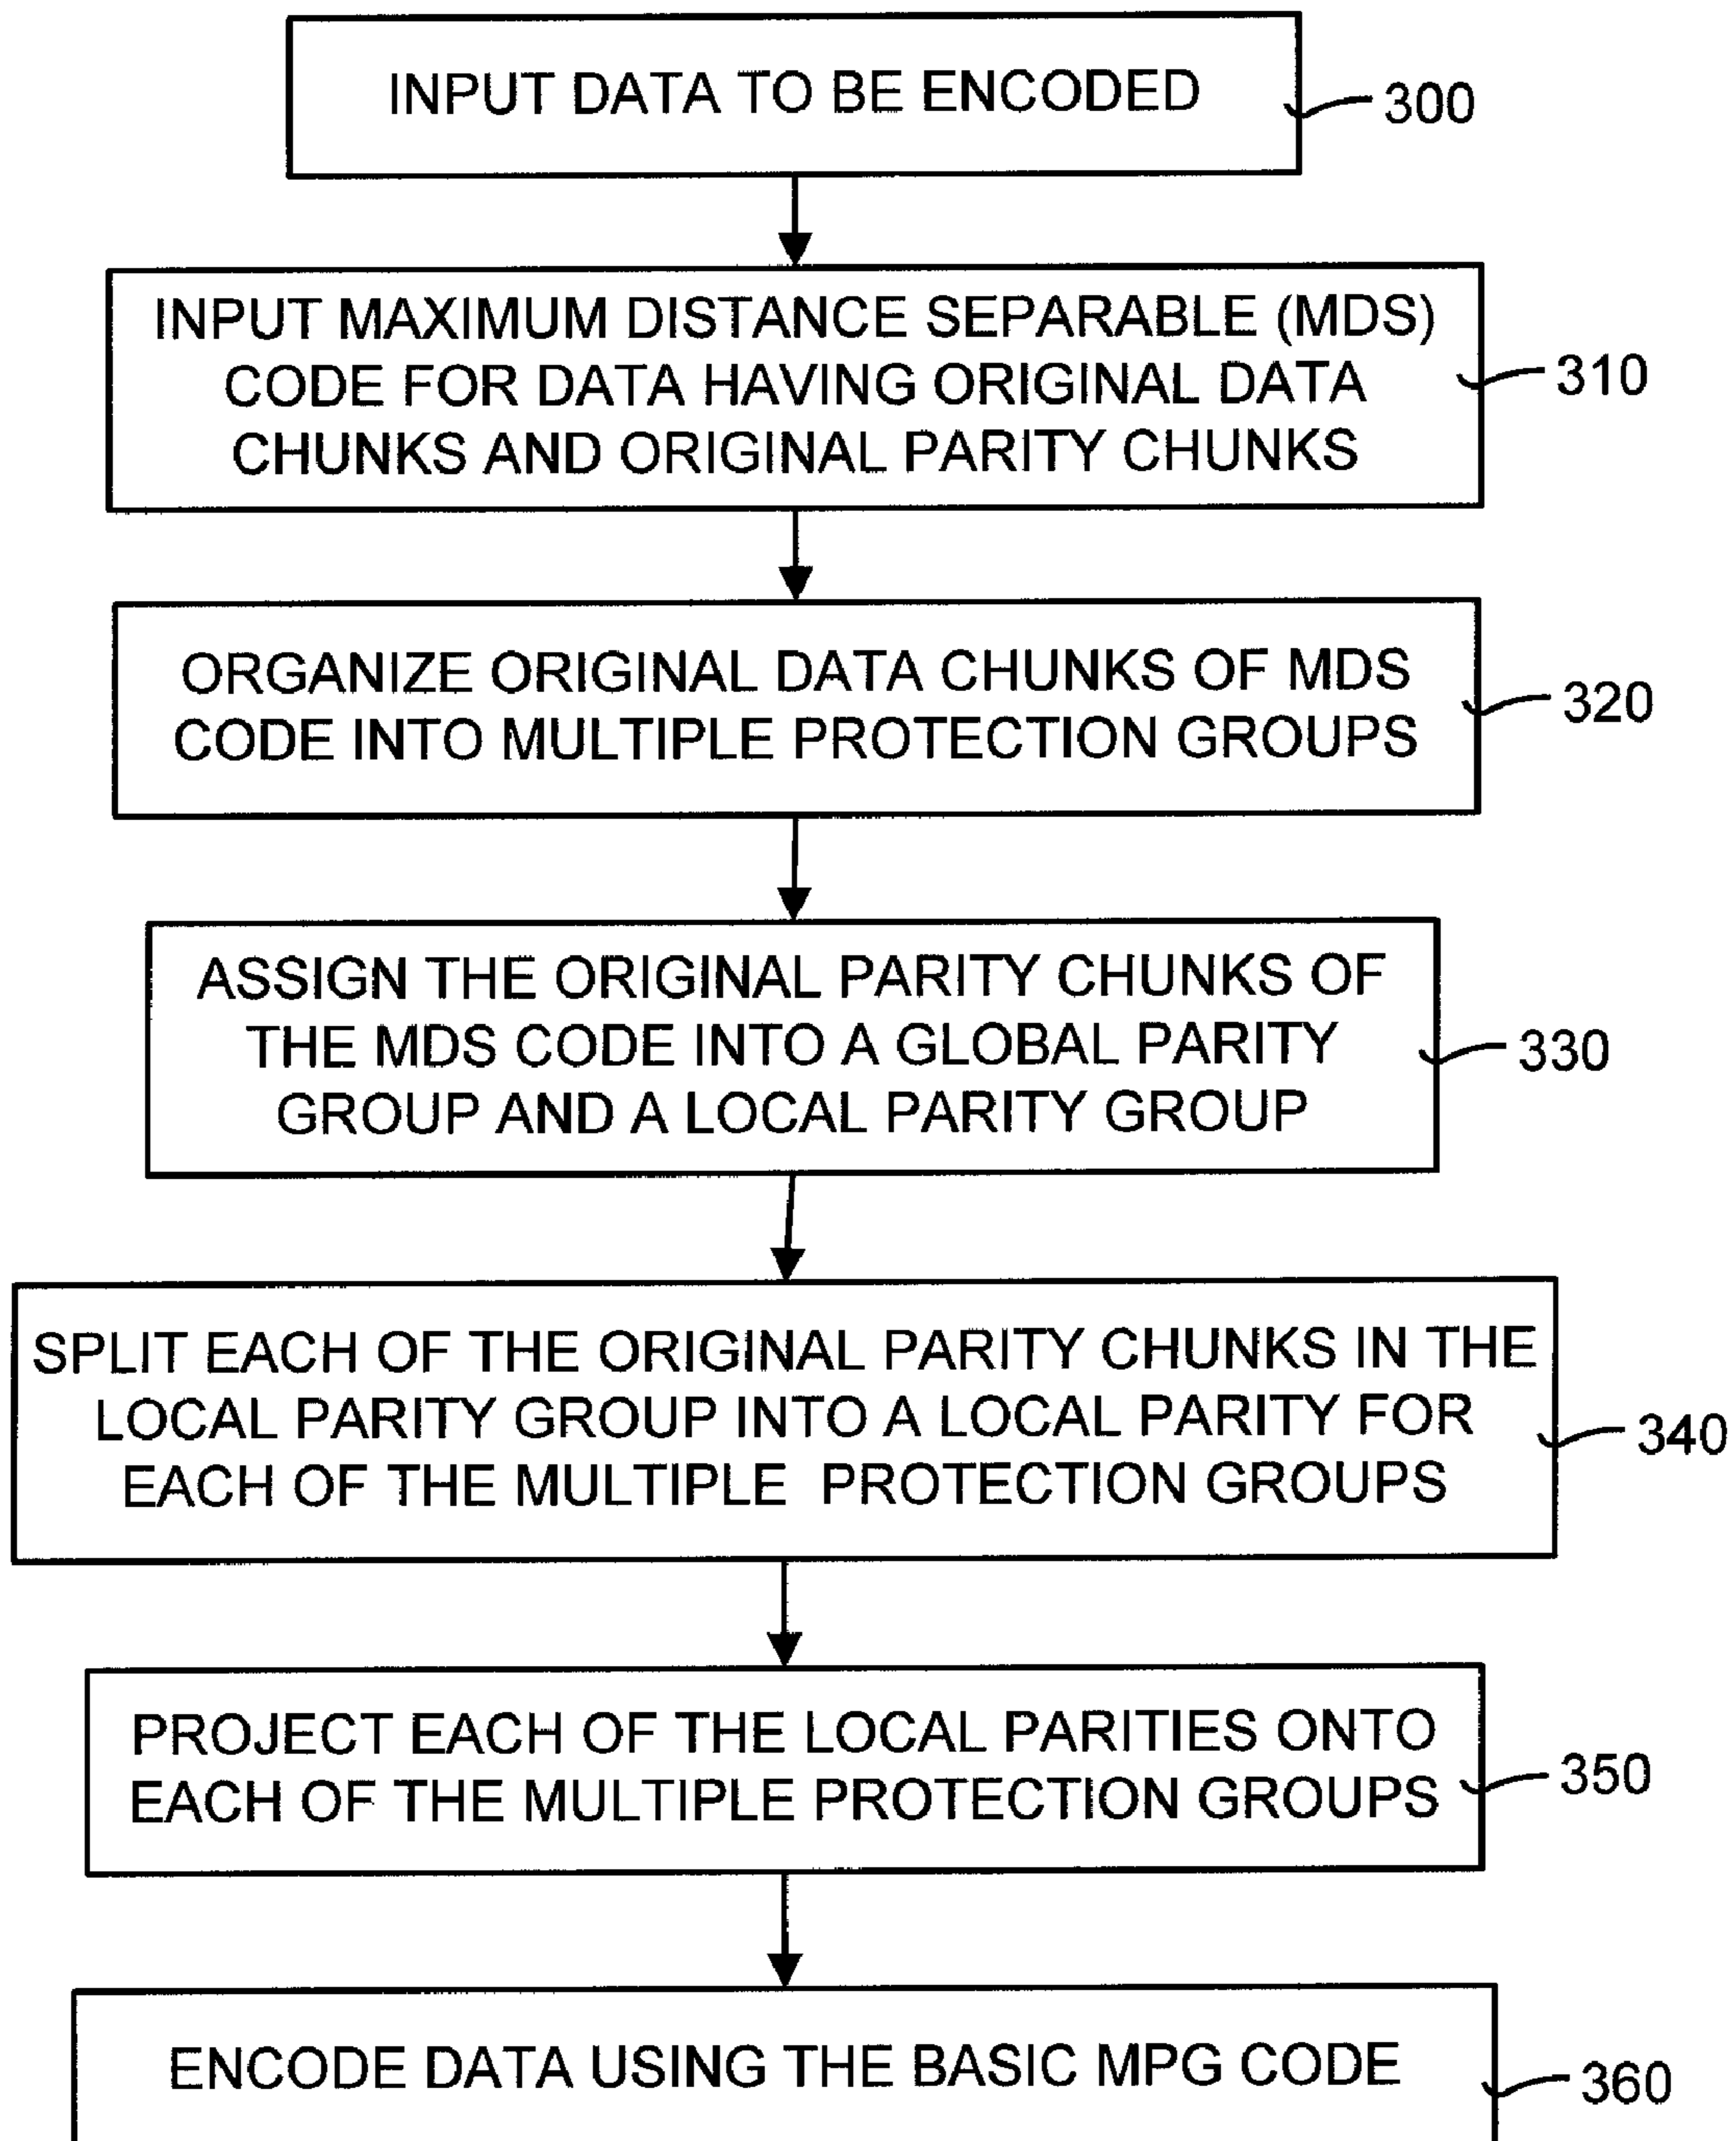 INPUT DATA TO BE ENCODED
300
INPUT MAXIMUM DISTANCE SEPARABLE (MDS)
CODE FOR DATA HAVING ORIGINAL DATA
CHUNKS AND ORIGINAL PARITY CHUNKS
310
ORGANIZE ORIGINAL DATA CHUNKS OF MDS
CODE INTO MULTIPLE PROTECTION GROUPS
320
ASSIGN THE ORIGINAL PARITY CHUNKS OF
THE MDS CODE INTO A GLOBAL PARITY
GROUP AND A LOCAL PARITY GROUP
330
SPLIT EACH OF THE ORIGINAL PARITY CHUNKS IN THE
LOCAL PARITY GROUP INTO A LOCAL PARITY FOR
EACH OF THE MULTIPLE PROTECTION GROUPS
340
PROJECT EACH OF THE LOCAL PARITIES ONTO
EACH OF THE MULTIPLE PROTECTION GROUPS
350
ENCODE DATA USING THE BASIC MPG CODE
360